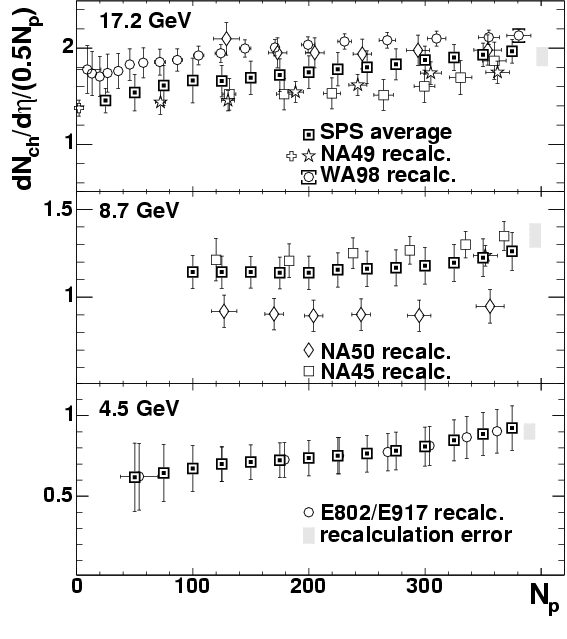 dN_ch/dη/(0.5N_p)
17.2 GeV
2
1
SPS average
NA49 recalc.
WA98 recalc.
8.7 GeV
1.5
1
NA50 recalc.
NA45 recalc.
4.5 GeV
1
0.5
E802/E917 recalc.
recalculation error
0 100 200 300 400
N_p